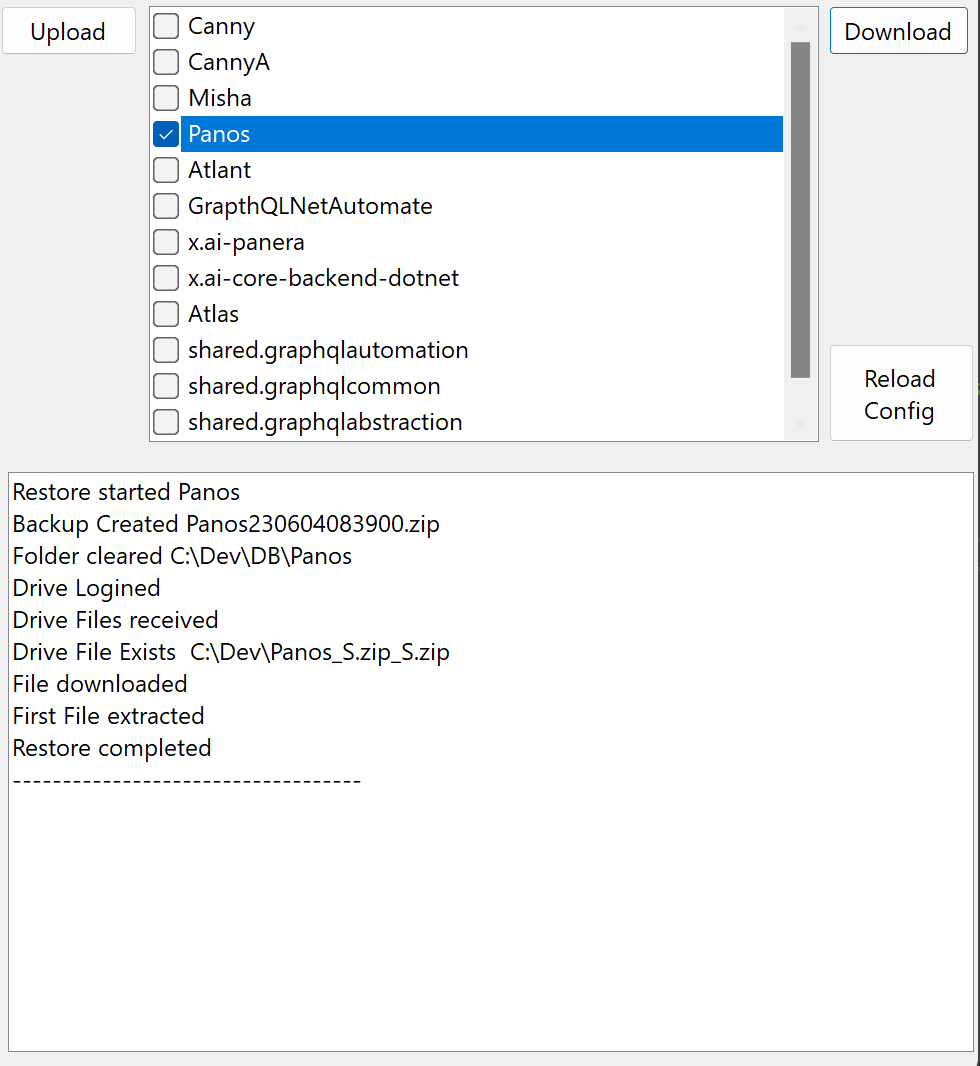 Upload
Canny
CannyA
Misha
Panos
Atlant
GrapthQLNetAutomate
x.ai-panera
x.ai-core-backend-dotnet
Atlas
shared.graphqlautomation
shared.graphqlcommon
shared.graphqlabstraction
Download
Reload
Config
Restore started Panos
Backup Created Panos230604083900.zip
Folder cleared C:\Dev\DB\Panos
Drive Logined
Drive Files received
Drive File Exists  C:\Dev\Panos_S.zip_S.zip
File downloaded
First File extracted
Restore completed
-----------------------------------